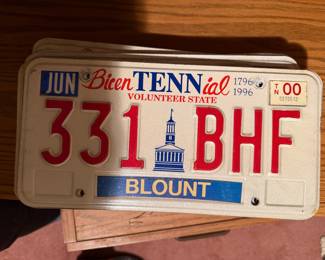 JUN
BicenTENNial 1796 1996
VOLUNTEER STATE
TN 00
331 BHF
BLOUNT